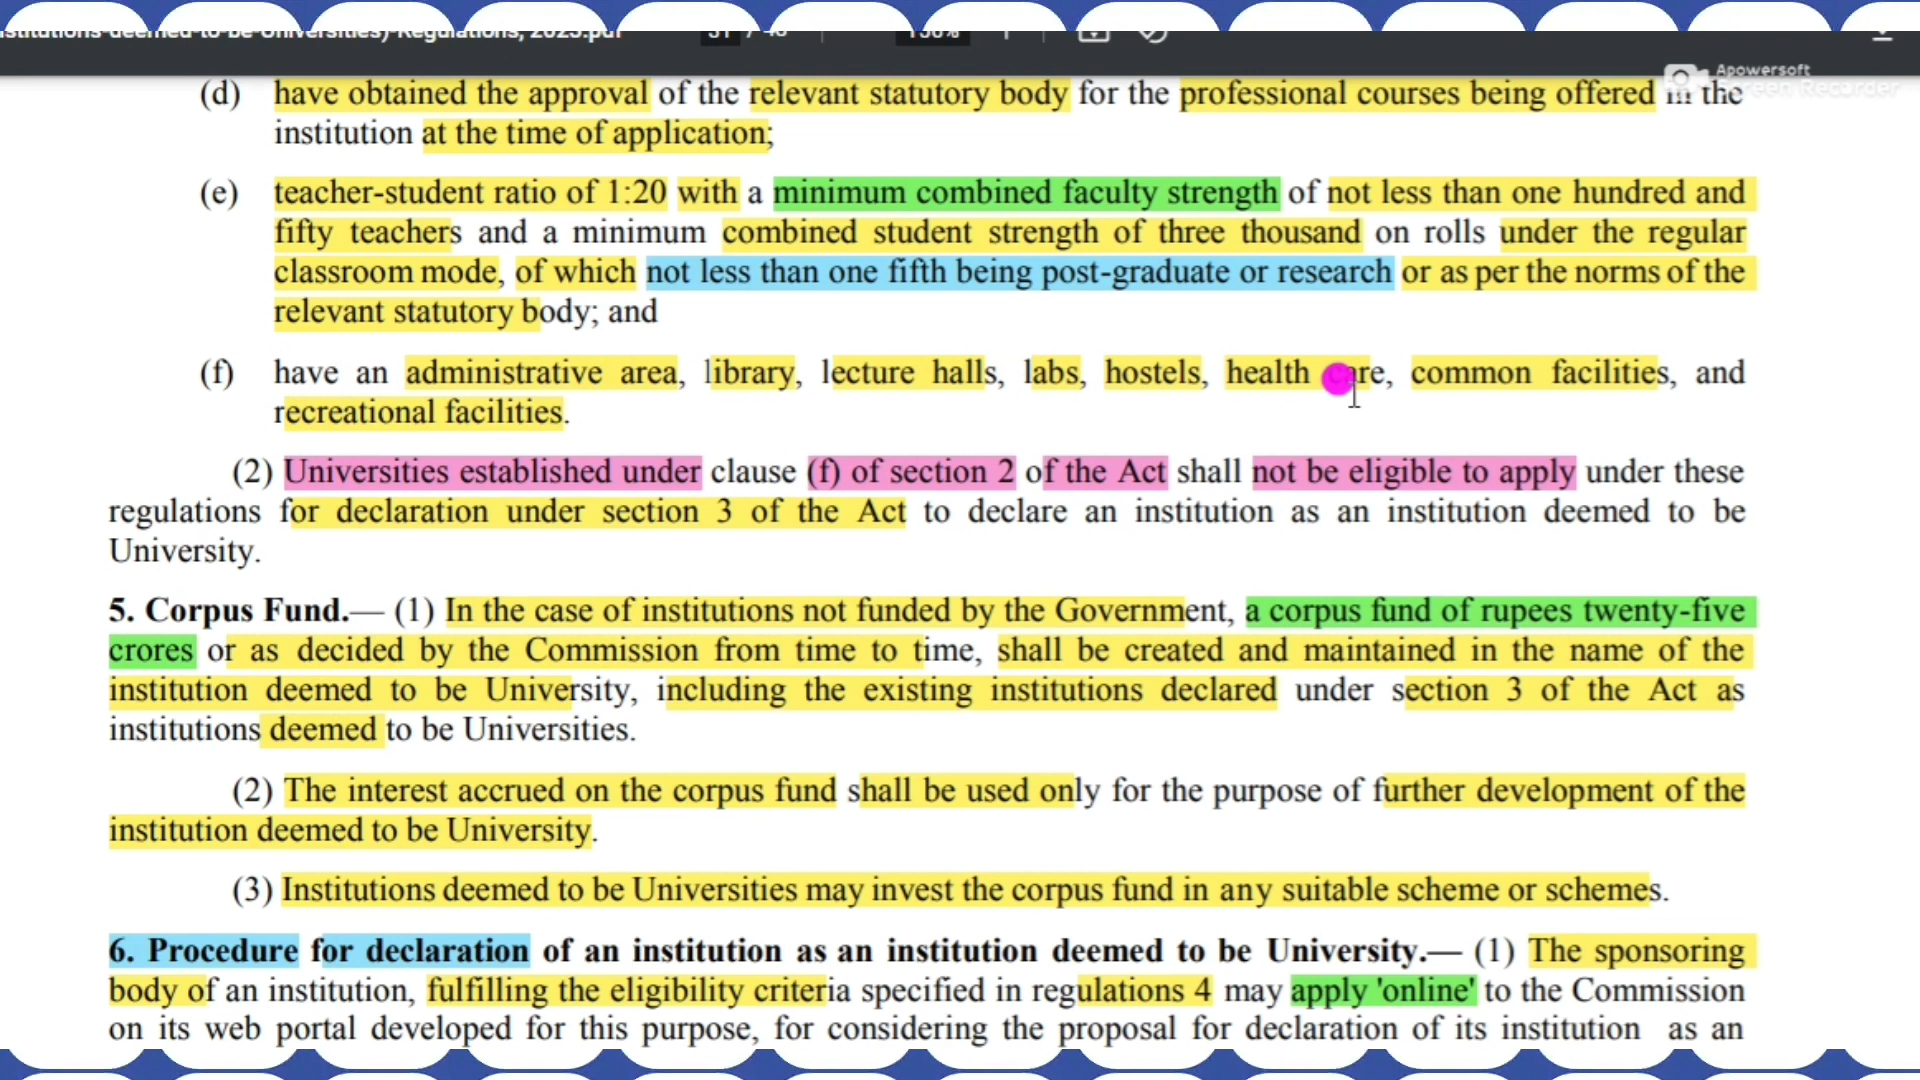 stitutions-deemed-to-be-Universities)-Regulations, 2023.pdf
(d) have obtained the approval of the relevant statutory body for the professional courses being offered in the
institution at the time of application;
(e) teacher-student ratio of 1:20 with a minimum combined faculty strength of not less than one hundred and
fifty teachers and a minimum combined student strength of three thousand on rolls under the regular
classroom mode, of which not less than one fifth being post-graduate or research or as per the norms of the
relevant statutory body; and
(f) have an administrative area, library, lecture halls, labs, hostels, health care, common facilities, and
recreational facilities.
(2) Universities established under clause (f) of section 2 of the Act shall not be eligible to apply under these
regulations for declaration under section 3 of the Act to declare an institution as an institution deemed to be
University.
5. Corpus Fund.— (1) In the case of institutions not funded by the Government, a corpus fund of rupees twenty-five
crores or as decided by the Commission from time to time, shall be created and maintained in the name of the
institution deemed to be University, including the existing institutions declared under section 3 of the Act as
institutions deemed to be Universities.
(2) The interest accrued on the corpus fund shall be used only for the purpose of further development of the
institution deemed to be University.
(3) Institutions deemed to be Universities may invest the corpus fund in any suitable scheme or schemes.
6. Procedure for declaration of an institution as an institution deemed to be University.— (1) The sponsoring
body of an institution, fulfilling the eligibility criteria specified in regulations 4 may apply 'online' to the Commission
on its web portal developed for this purpose, for considering the proposal for declaration of its institution as an
Apowersoft
Screen Recorder